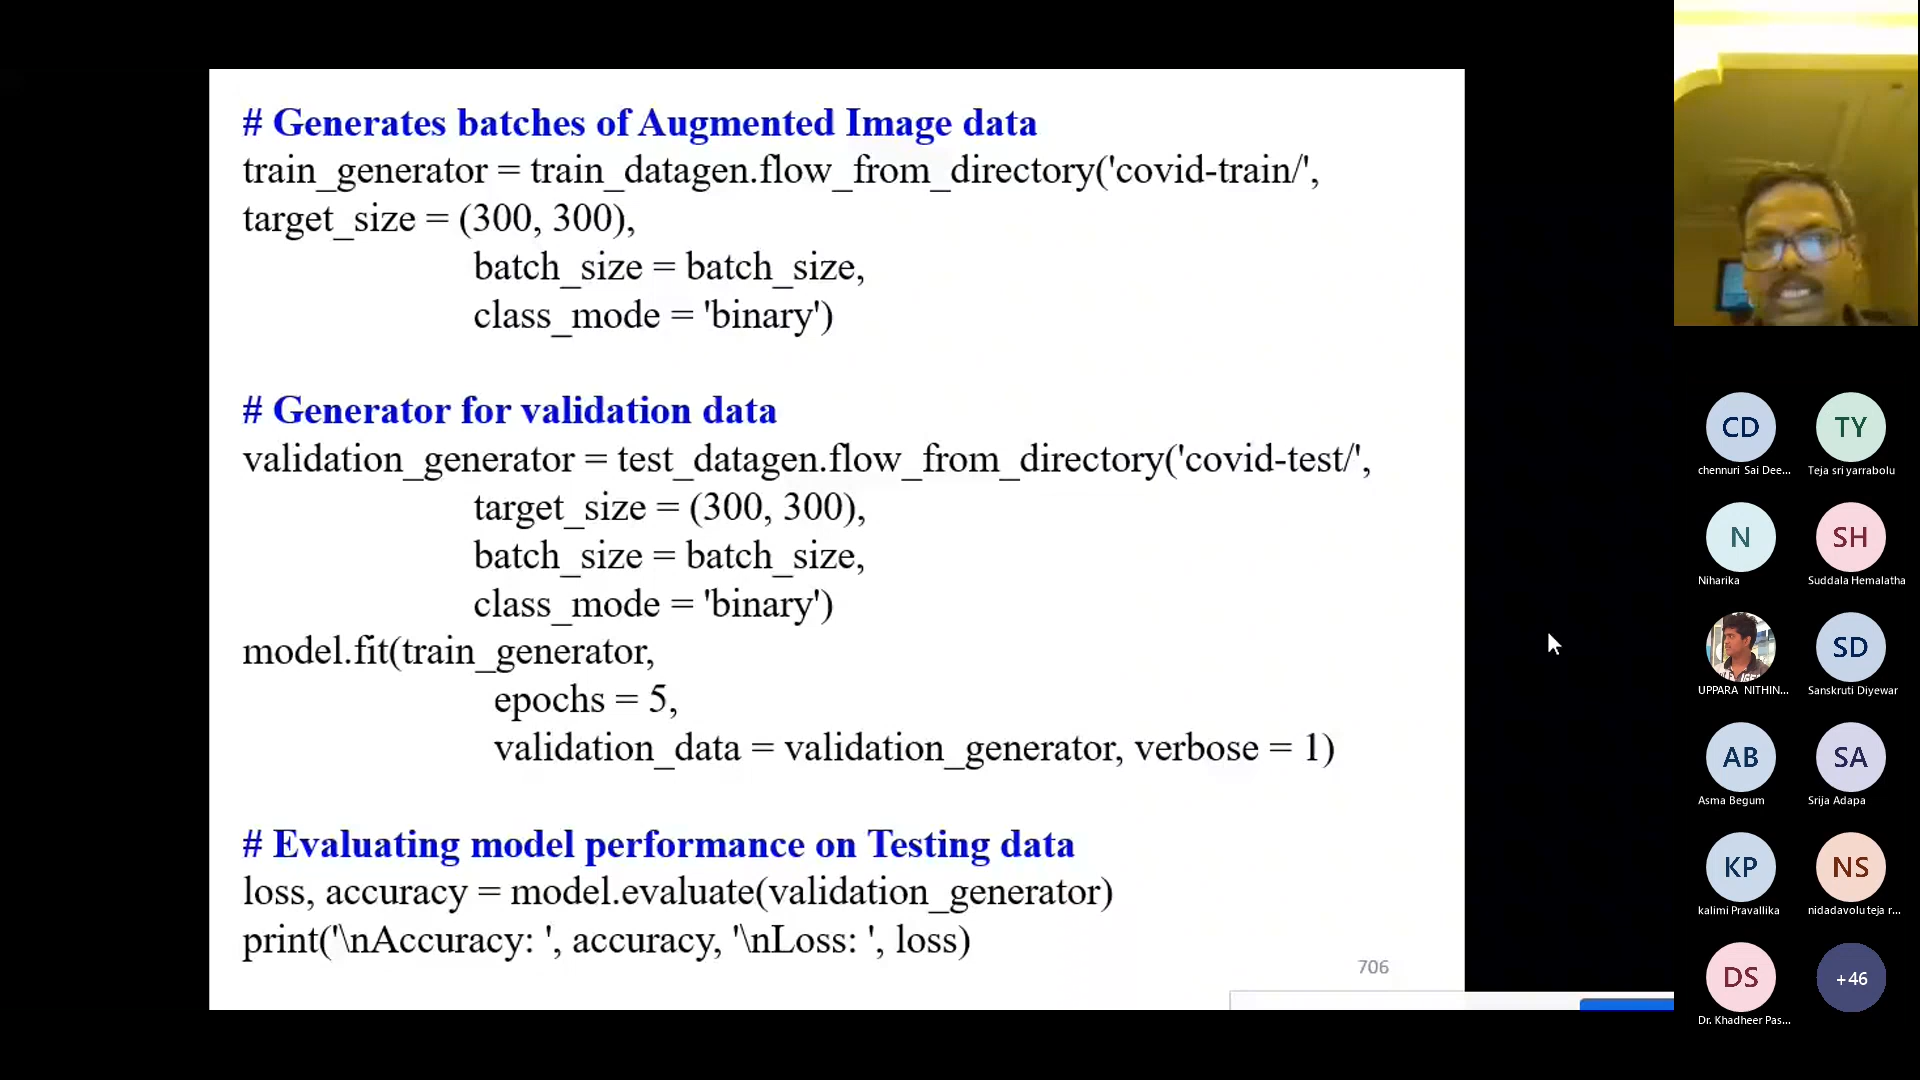 # Generates batches of Augmented Image data
train_generator = train_datagen.flow_from_directory('covid-train/',
target_size = (300, 300),
batch_size = batch_size,
class_mode = 'binary')
# Generator for validation data
validation_generator = test_datagen.flow_from_directory('covid-test/',
target_size = (300, 300),
batch_size = batch_size,
class_mode = 'binary')
model.fit(train_generator,
epochs = 5,
validation_data = validation_generator, verbose = 1)
# Evaluating model performance on Testing data
loss, accuracy = model.evaluate(validation_generator)
print('\nAccuracy: ', accuracy, '\nLoss: ', loss)
706
CD TY
chennuri Sai Dee... Teja sri yarrabolu
N SH
Niharika Suddala Hemalatha
SD
UPPARA NITHIN... Sanskruti Diyewar
AB SA
Asma Begum Srija Adapa
KP NS
kalimi Pravallika nidadavolu teja r...
DS +46
Dr. Khadheer Pas...